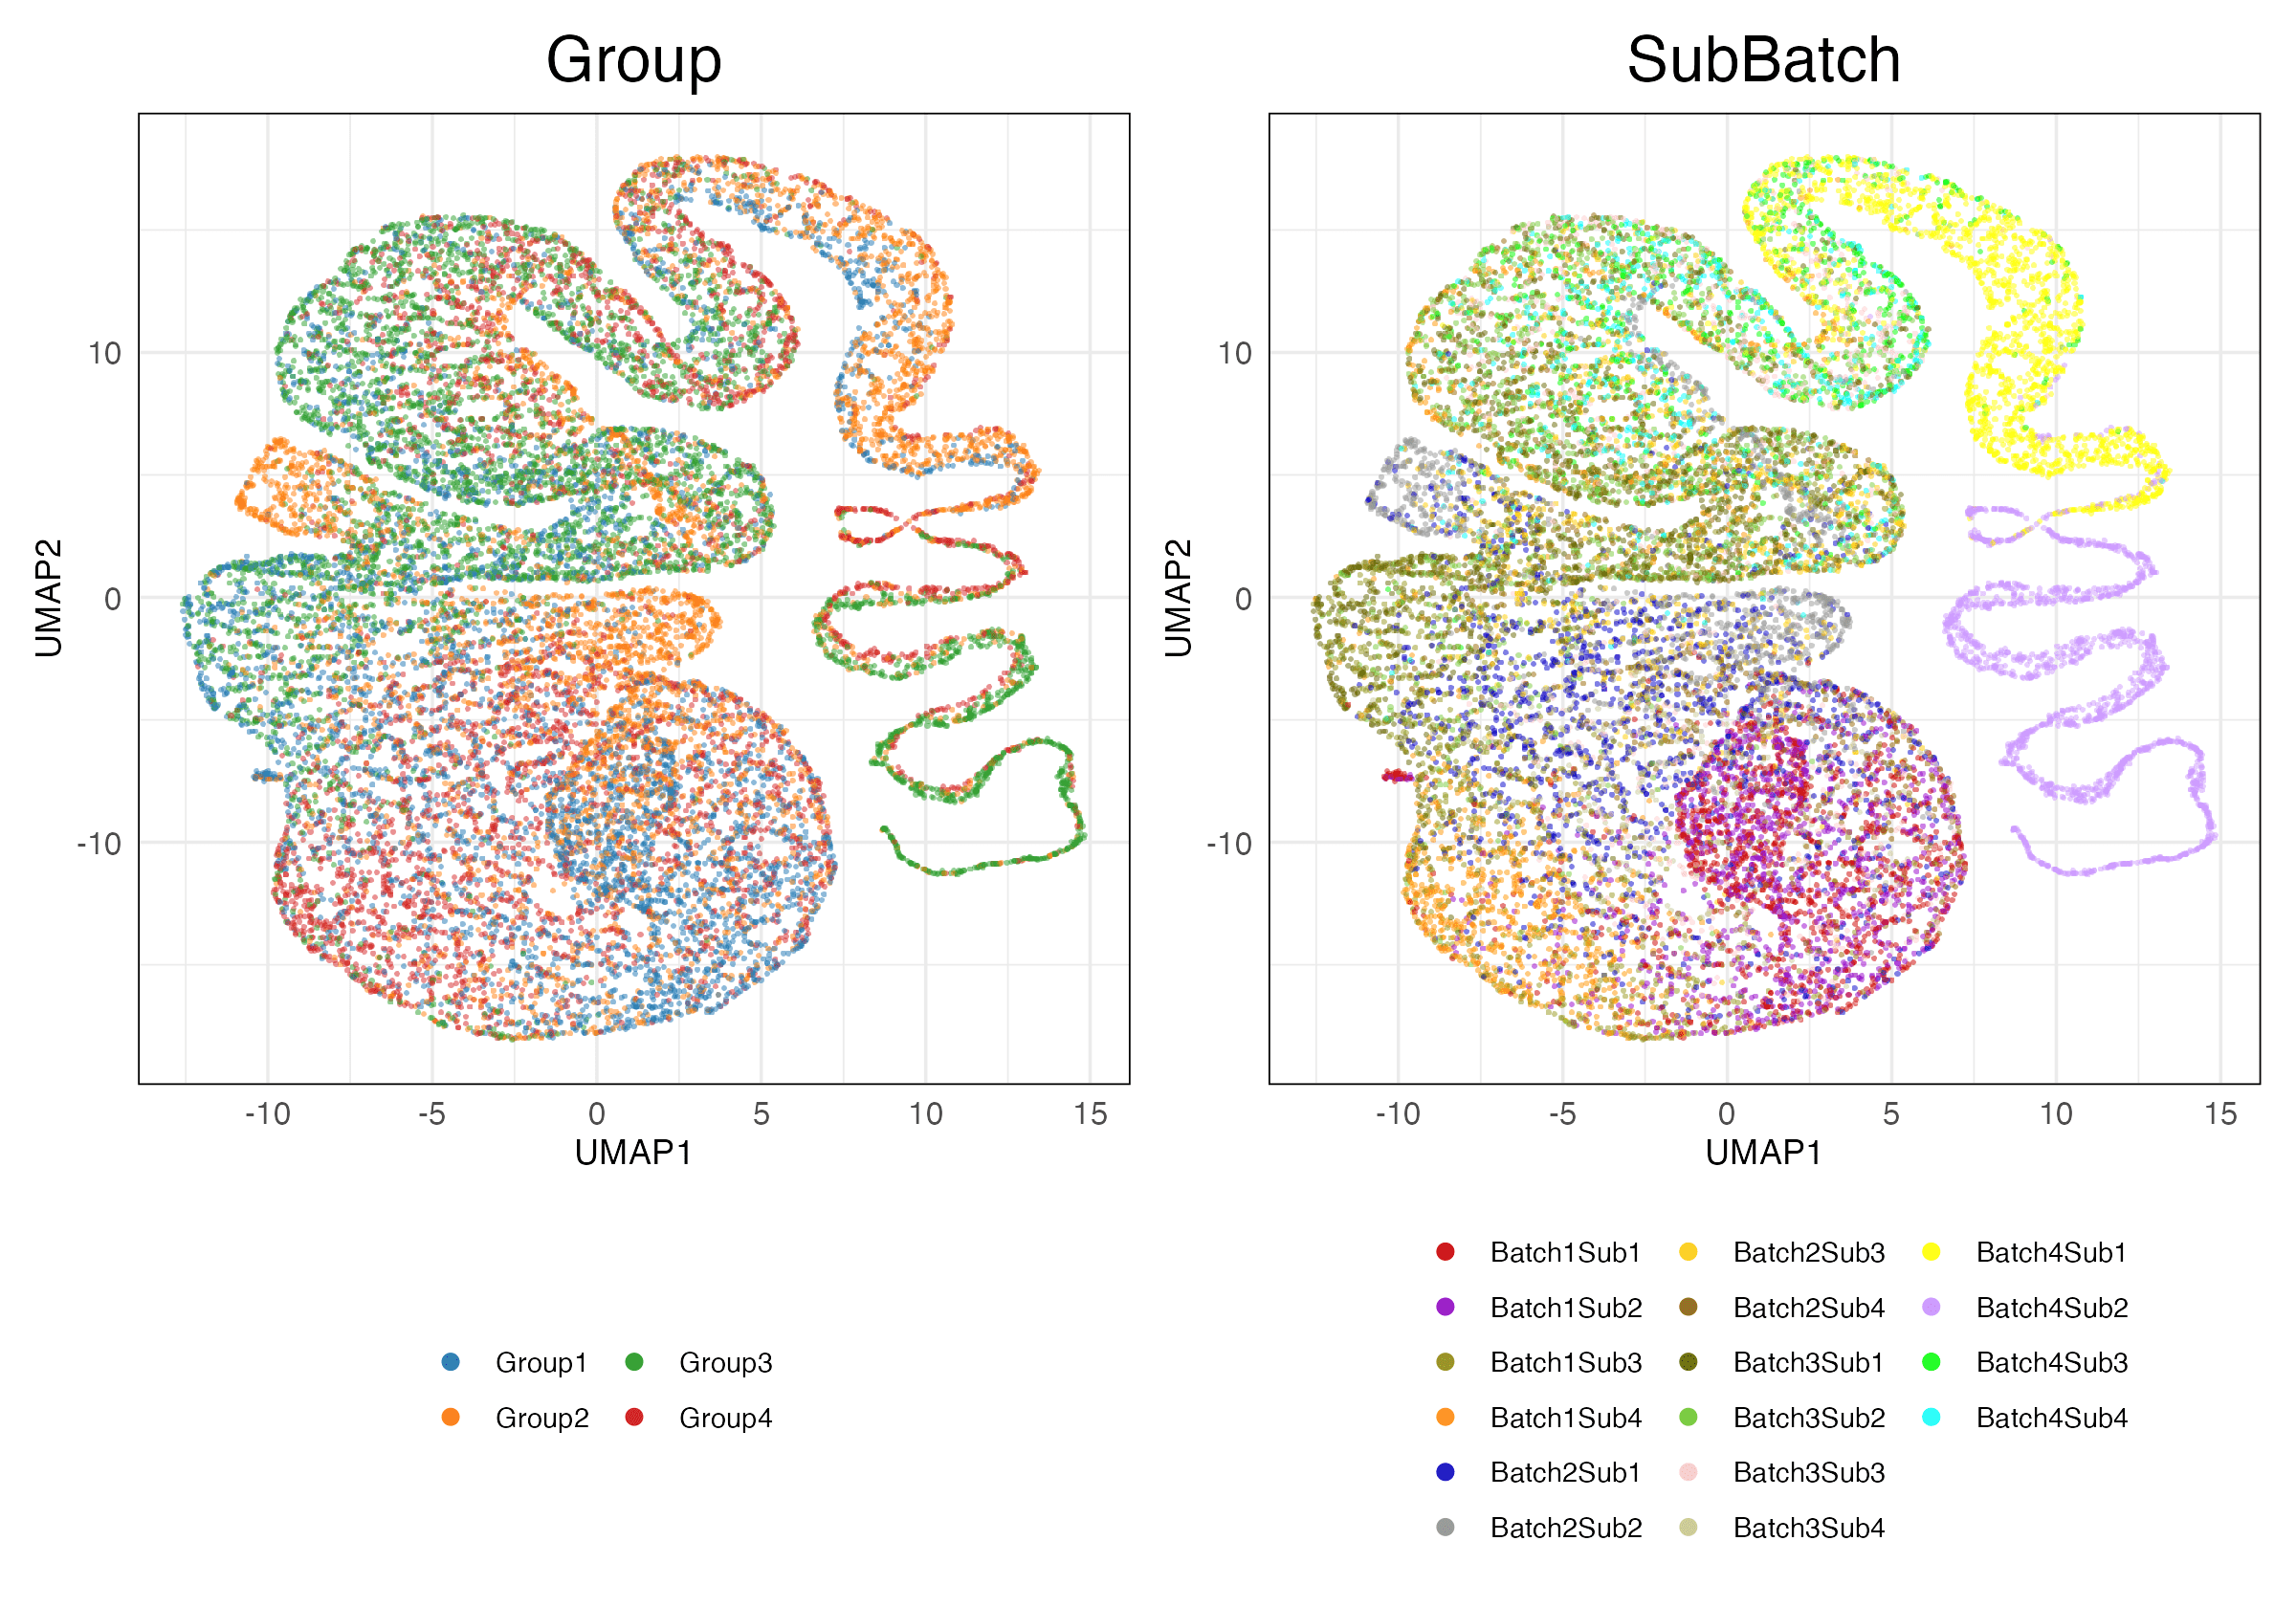 Group
SubBatch
UMAP2
10
0
-10
-10 -5 0 5 10 15
UMAP1
UMAP2
10
0
-10
-10 -5 0 5 10 15
UMAP1
Group1 Group3
Group2 Group4
Batch1Sub1 Batch2Sub3 Batch4Sub1
Batch1Sub2 Batch2Sub4 Batch4Sub2
Batch1Sub3 Batch3Sub1 Batch4Sub3
Batch1Sub4 Batch3Sub2 Batch4Sub4
Batch2Sub1 Batch3Sub3
Batch2Sub2 Batch3Sub4